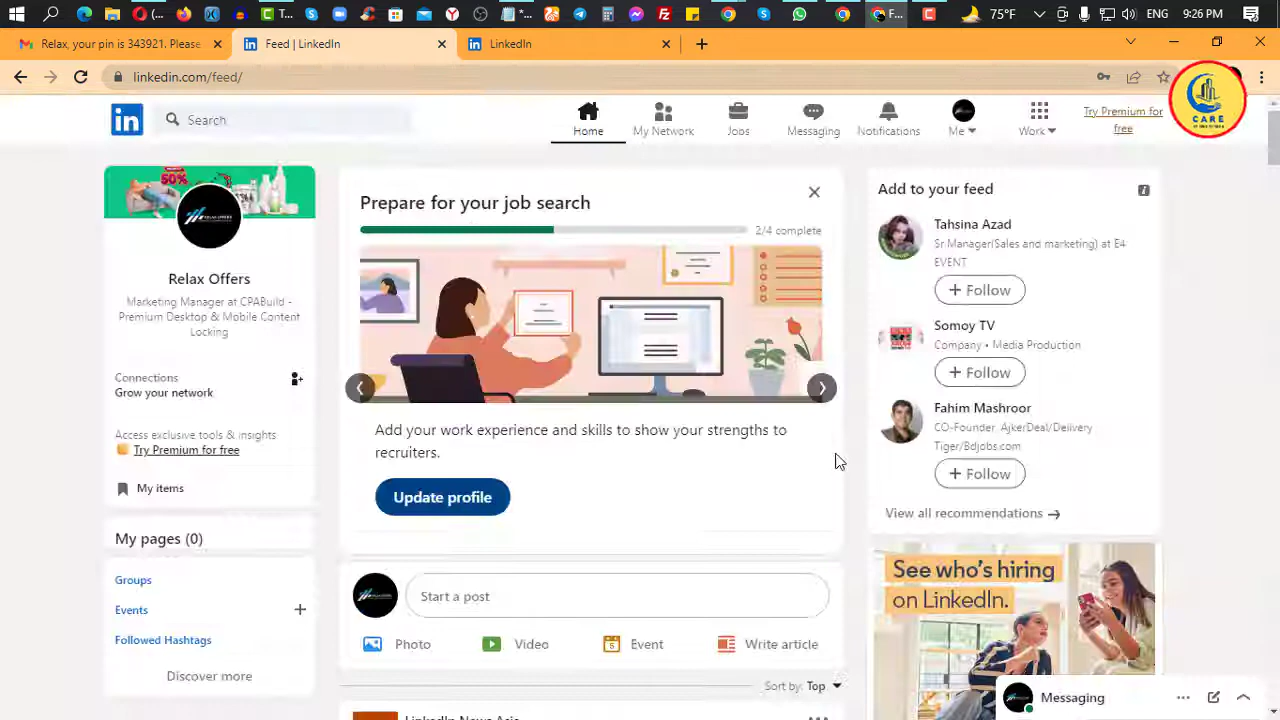 T...
F...
75°F
ENG
9:26 PM
Relax, your pin is 343921. Please
Feed | LinkedIn
LinkedIn
linkedin.com/feed/
in
Search
Home
My Network
Jobs
Messaging
Notifications
Me
Work
Try Premium for
free
CARE
50%
RELAX OFFERS
Relax Offers
Marketing Manager at CPABuild -
Premium Desktop & Mobile Content
Locking
Connections
Grow your network
Access exclusive tools & insights
Try Premium for free
My items
My pages (0)
Groups
Events
Followed Hashtags
Discover more
Prepare for your job search
2/4 complete
Add your work experience and skills to show your strengths to
recruiters.
Update profile
Start a post
Photo
Video
Event
Write article
Sort by: Top
LinkedIn News Asia
Add to your feed
Tahsina Azad
Sr Manager(Sales and marketing) at E4
EVENT
+ Follow
Somoy TV
Company • Media Production
+ Follow
Fahim Mashroor
CO-Founder AjkerDeal/Delivery
Tiger/Bdjobs.com
+ Follow
View all recommendations →
See who's hiring
on LinkedIn.
Messaging